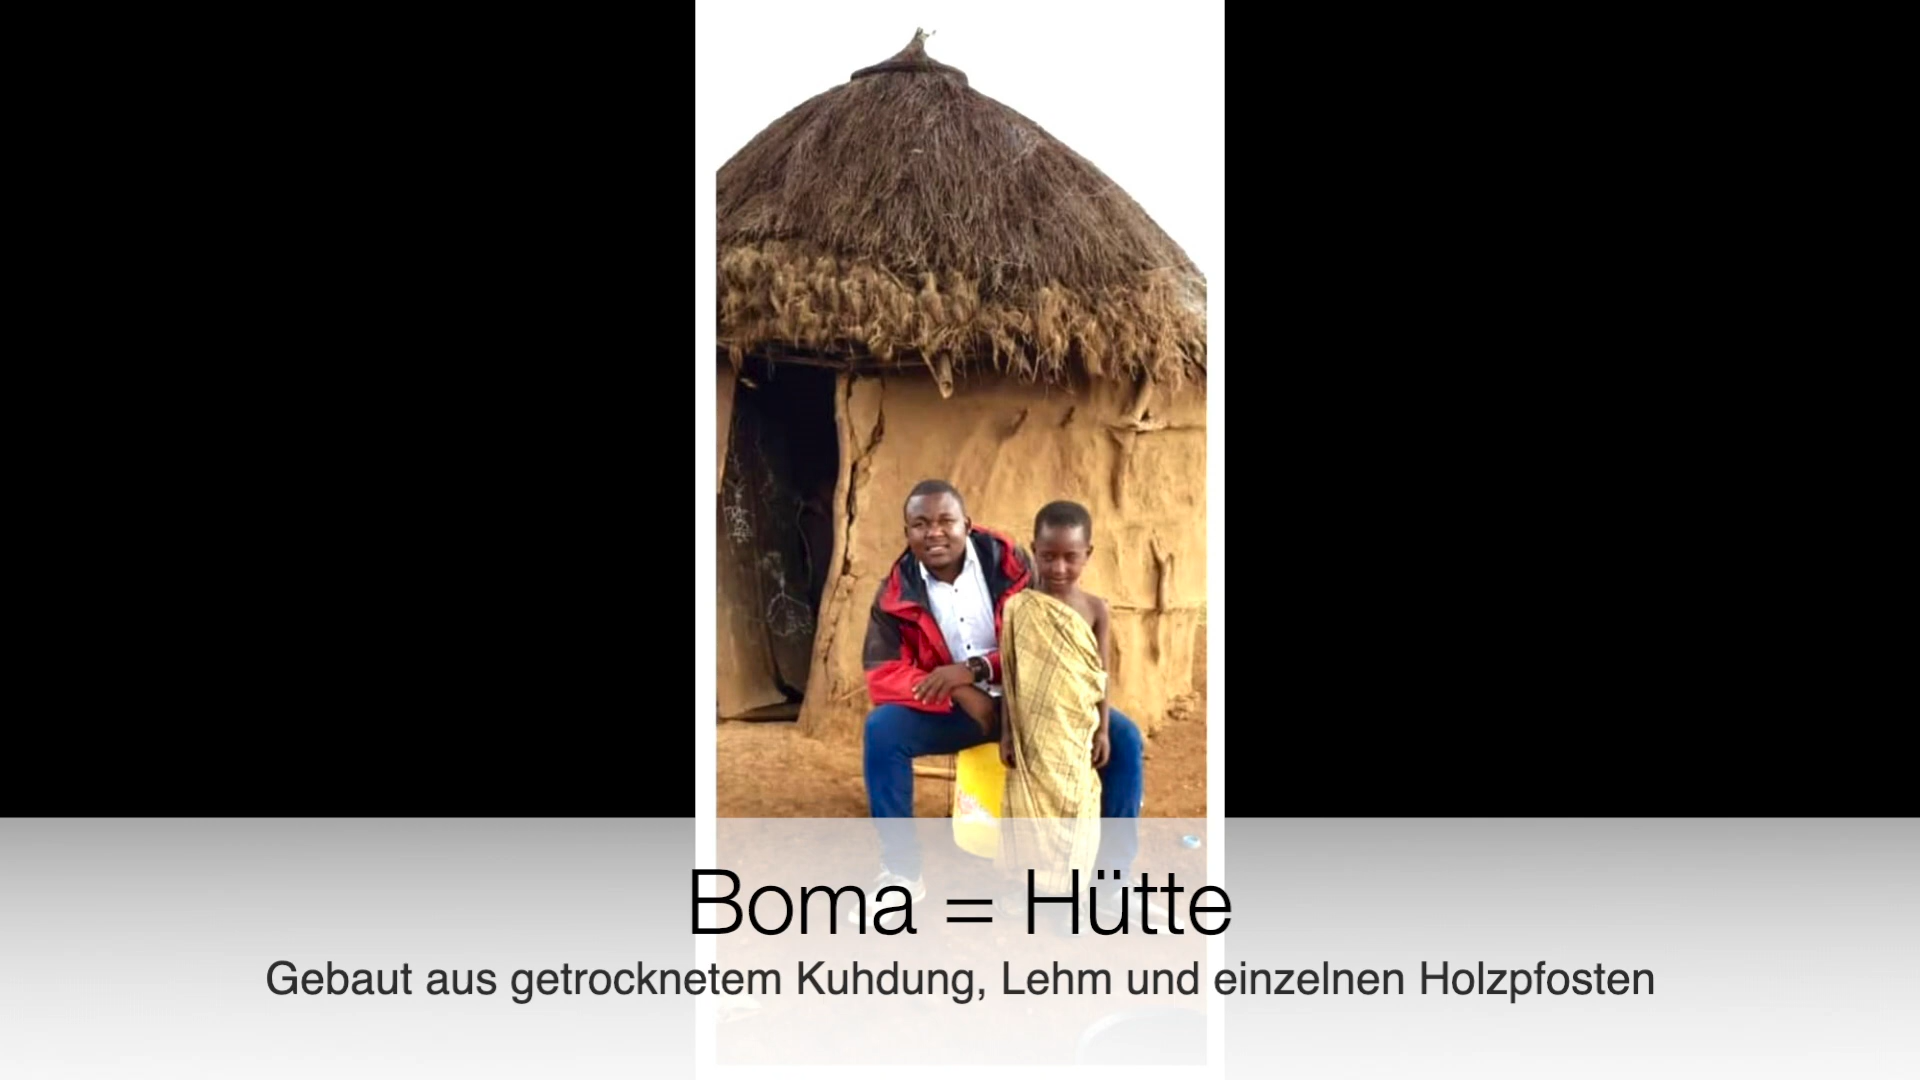 Boma = Hütte
Gebaut aus getrocknetem Kuhdung, Lehm und einzelnen Holzpfosten